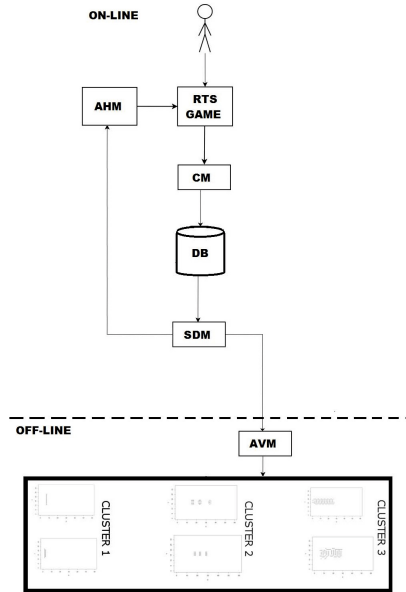 ON-LINE
AHM
RTS
GAME
CM
DB
SDM
OFF-LINE
AVM
CLUSTER 1
CLUSTER 2
CLUSTER 3